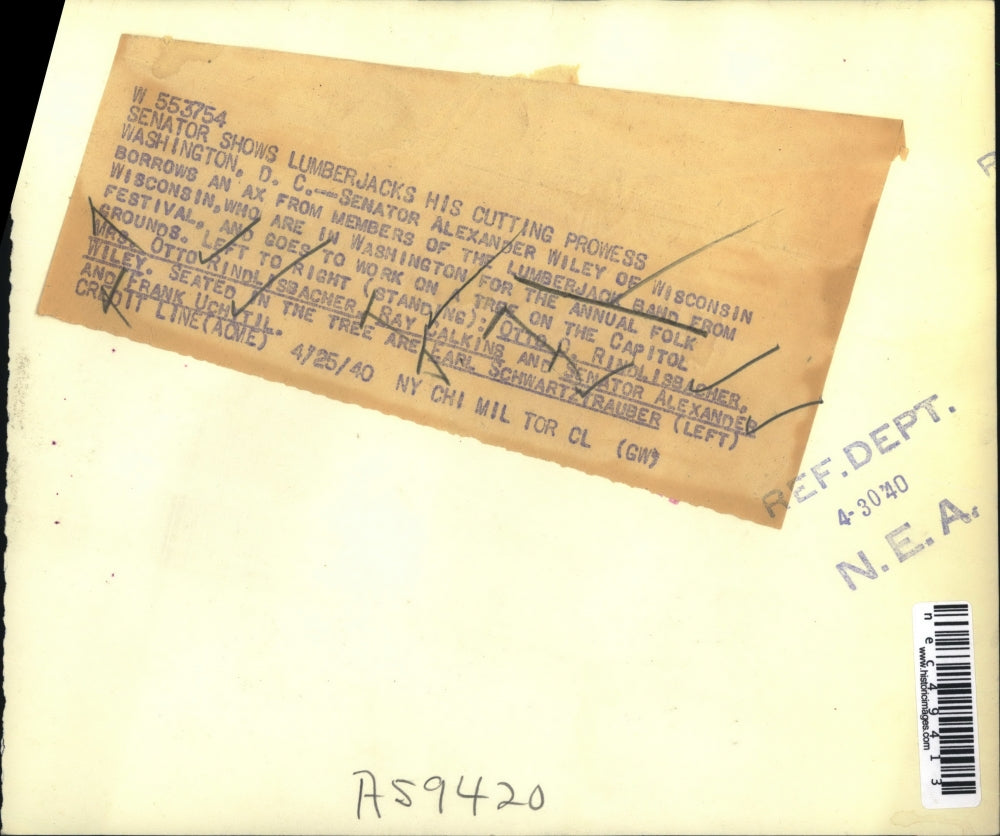 W 553754
SENATOR SHOWS LUMBERJACKS HIS CUTTING PROWESS
WASHINGTON, D. C.--SENATOR ALEXANDER WILEY OF WISCONSIN
BORROWS AN AX FROM MEMBERS OF THE LUMBERJACK BAND FROM
WISCONSIN, WHO ARE IN WASHINGTON FOR THE ANNUAL FOLK
FESTIVAL, AND GOES TO WORK ON A TREE ON THE CAPITOL
GROUNDS. LEFT TO RIGHT (STANDING): OTTO RINDLISBACHER,
MRS. OTTO RINDLISBACHER, RAY CALKINS AND SENATOR ALEXANDER
WILEY. SEATED IN THE TREE ARE EARL SCHWARTZTRAUBER (LEFT)
AND FRANK UCHYTIL.
CREDIT LINE (ACME) 4/25/40 NY CHI MIL TOR CL (GW)
REF. DEPT.
4-30 40
N.E.A.
nec49413
www.historicimages.com
A59420